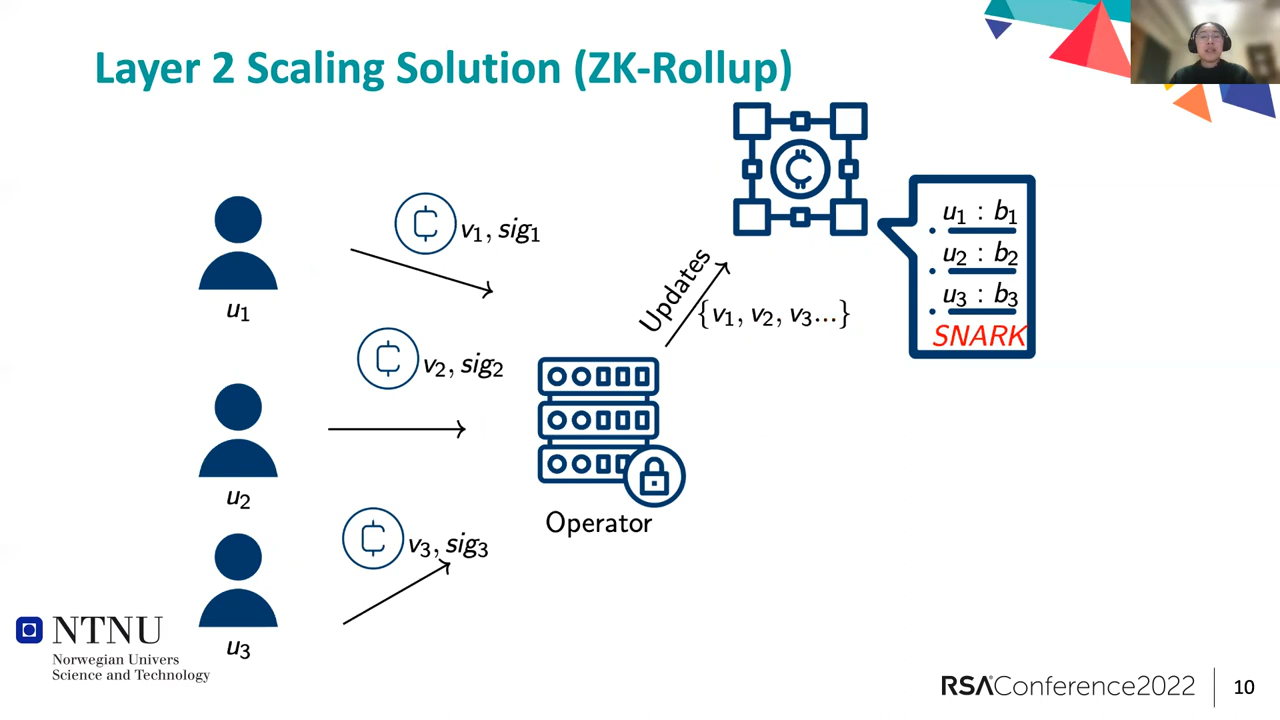 Layer 2 Scaling Solution (ZK-Rollup)
v₁, sig₁
u₁
v₂, sig₂
u₂
v₃, sig₃
u₃
Operator
Updates
{v₁, v₂, v₃...}
u₁ : b₁
u₂ : b₂
u₃ : b₃
SNARK
NTNU
Norwegian Univers
Science and Technology
RSAConference2022
10